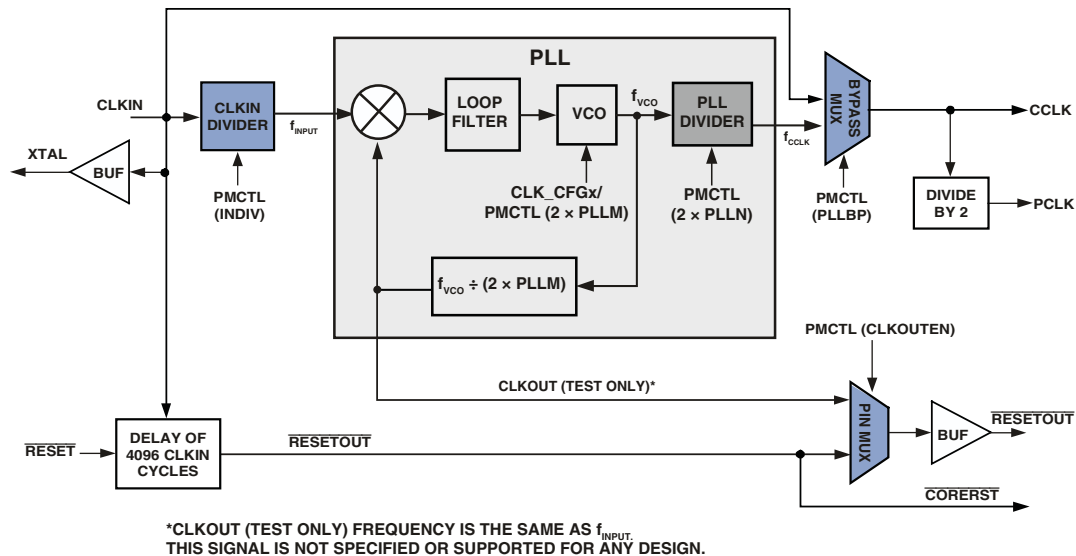 PLL
CLKIN
CLKIN
DIVIDER
f_INPUT
LOOP
FILTER
VCO
f_VCO
PLL
DIVIDER
f_CCLK
BYPASS
MUX
CCLK
XTAL
BUF
PMCTL
(INDIV)
CLK_CFGx/
PMCTL (2 × PLLM)
PMCTL
(2 × PLLN)
PMCTL
(PLLBP)
DIVIDE
BY 2
PCLK
f_VCO ÷ (2 × PLLM)
PMCTL (CLKOUTEN)
CLKOUT (TEST ONLY)*
PIN MUX
BUF
RESETOUT
RESET
DELAY OF
4096 CLKIN
CYCLES
RESETOUT
CORERST
*CLKOUT (TEST ONLY) FREQUENCY IS THE SAME AS f_INPUT.
THIS SIGNAL IS NOT SPECIFIED OR SUPPORTED FOR ANY DESIGN.